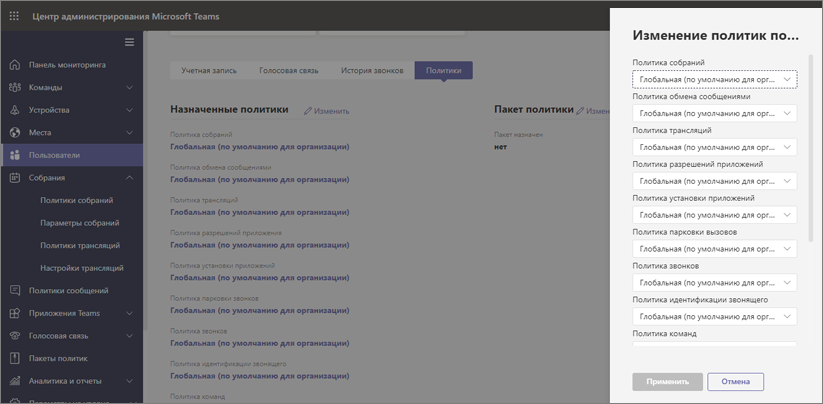 Центр администрирования Microsoft Teams
Панель мониторинга
Команды
Устройства
Места
Пользователи
Собрания
Политики собраний
Параметры собраний
Политики трансляций
Настройки трансляций
Политики сообщений
Приложения Teams
Голосовая связь
Пакеты политик
Аналитика и отчеты
Учетная запись
Голосовая связь
История звонков
Политики
Назначенные политики
Изменить
Политика собраний
Глобальная (по умолчанию для организации)
Политика обмена сообщениями
Глобальная (по умолчанию для организации)
Политика трансляций
Глобальная (по умолчанию для организации)
Политика разрешений приложения
Глобальная (по умолчанию для организации)
Политика установки приложений
Глобальная (по умолчанию для организации)
Политика парковки звонков
Глобальная (по умолчанию для организации)
Политика звонков
Глобальная (по умолчанию для организации)
Политика идентификации звонящего
Глобальная (по умолчанию для организации)
Политика команд
Пакет политики
Измен
Пакет назначен
нет
Изменение политик по...
Политика собраний
Глобальная (по умолчанию для орг...
Политика обмена сообщениями
Глобальная (по умолчанию для орг...
Политика трансляций
Глобальная (по умолчанию для орг...
Политика разрешений приложений
Глобальная (по умолчанию для орг...
Политика установки приложений
Глобальная (по умолчанию для орг...
Политика парковки вызовов
Глобальная (по умолчанию для орг...
Политика звонков
Глобальная (по умолчанию для орг...
Политика идентификации звонящего
Глобальная (по умолчанию для орг...
Политика команд
Применить
Отмена